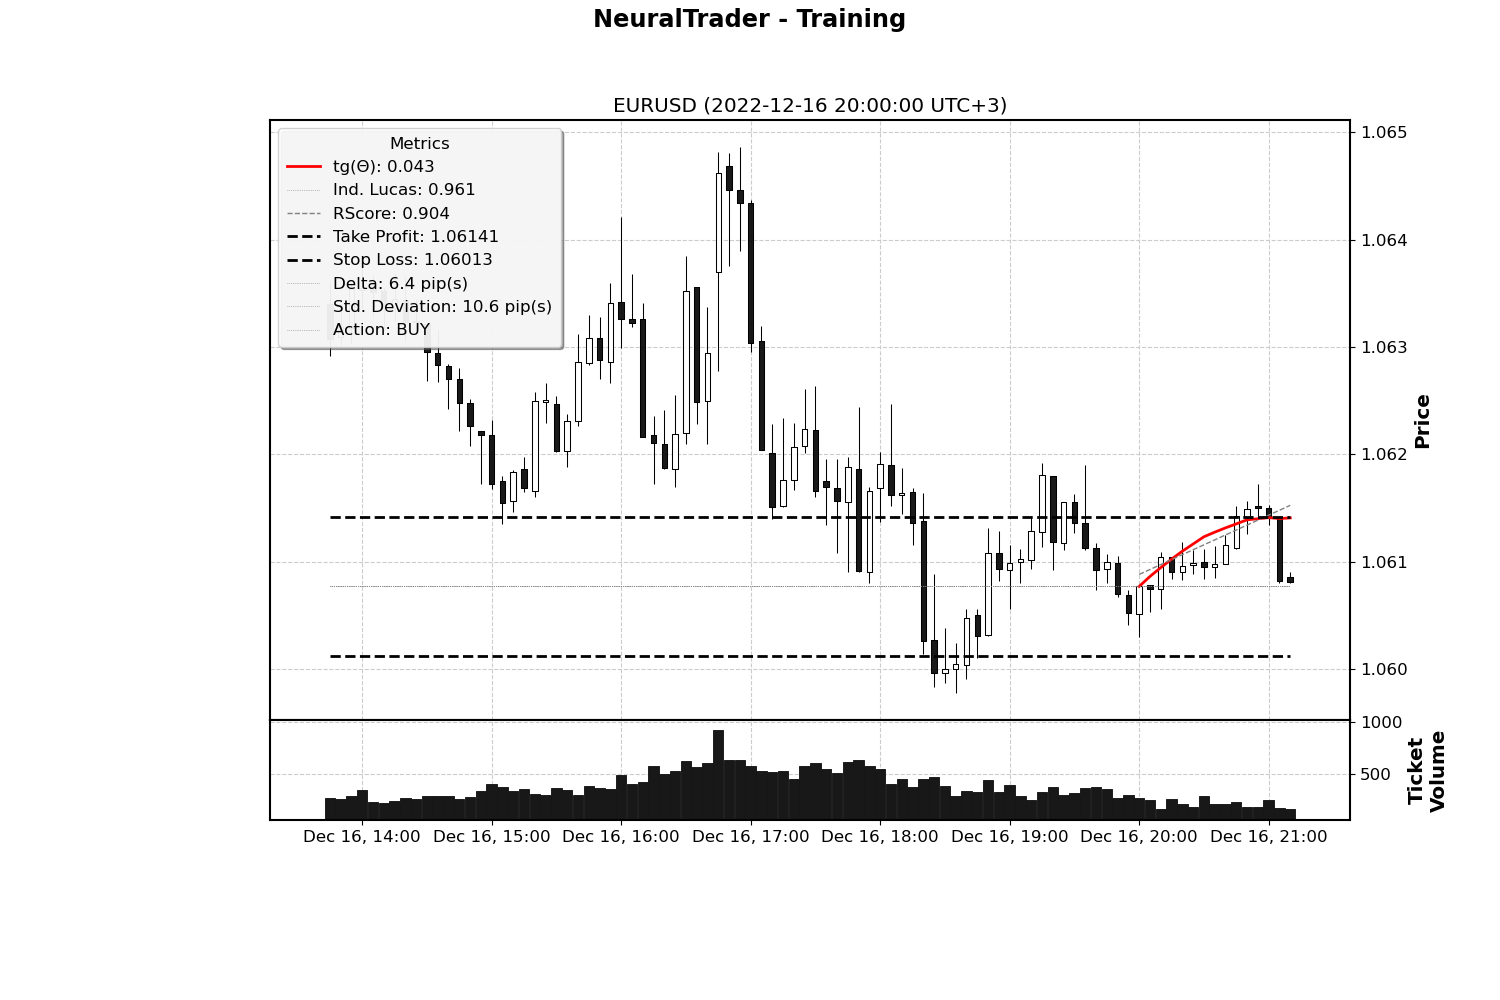 NeuralTrader - Training
EURUSD (2022-12-16 20:00:00 UTC+3)
Metrics
tg(Θ): 0.043
Ind. Lucas: 0.961
RScore: 0.904
Take Profit: 1.06141
Stop Loss: 1.06013
Delta: 6.4 pip(s)
Std. Deviation: 10.6 pip(s)
Action: BUY
1.065
1.064
1.063
1.062
1.061
1.060
Price
1000
500
Ticket
Volume
Dec 16, 14:00
Dec 16, 15:00
Dec 16, 16:00
Dec 16, 17:00
Dec 16, 18:00
Dec 16, 19:00
Dec 16, 20:00
Dec 16, 21:00